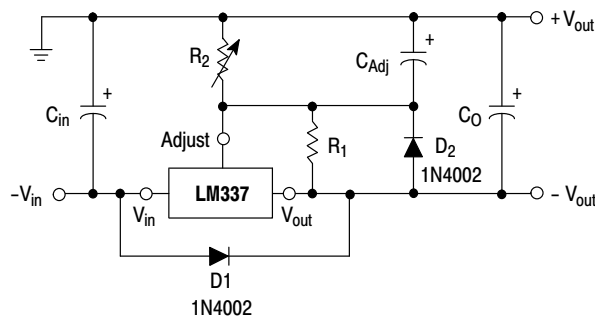 + Vout
R2
CAdj
+
+
+
Cin
CO
Adjust
R1
D2
1N4002
–Vin
Vin
LM337
Vout
– Vout
D1
1N4002